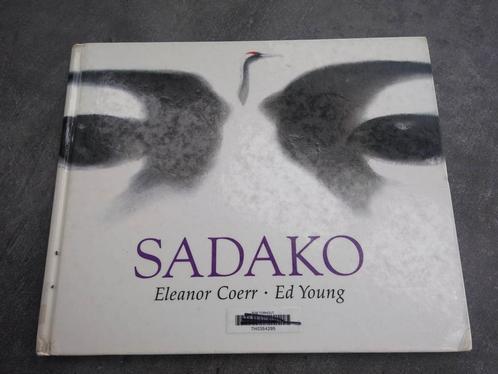 SADAKO
Eleanor Coerr · Ed Young